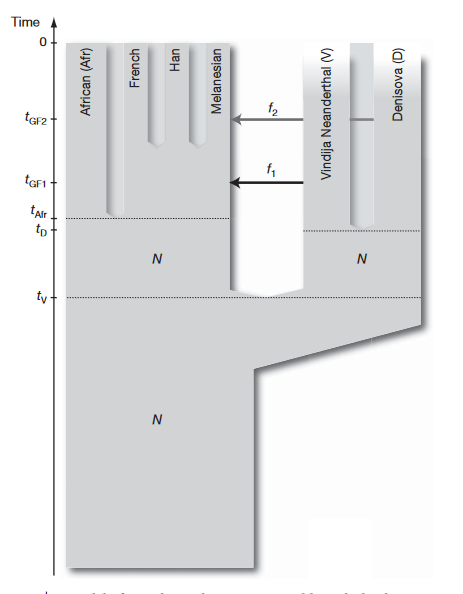 Time
0
African (Afr)
French
Han
Melanesian
Vindija Neanderthal (V)
Denisova (D)
tGF2
f2
tGF1
f1
tAfr
tD
N
N
tV
N